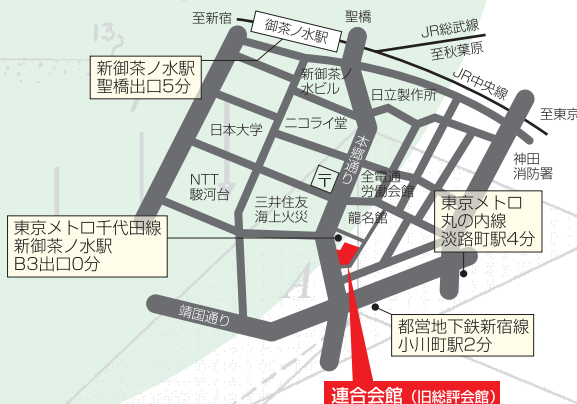 至新宿
聖橋
御茶ノ水駅
JR総武線
至秋葉原
JR中央線
至東京
13
新御茶ノ水駅
聖橋出口5分
新御茶ノ
水ビル
日立製作所
日本大学
ニコライ堂
本郷通り
神田
消防署
NTT
駿河台
〒
全電通
労働会館
三井住友
海上火災
龍名館
東京メトロ
丸の内線
淡路町駅4分
東京メトロ千代田線
新御茶ノ水駅
B3出口0分
A
靖国通り
都営地下鉄新宿線
小川町駅2分
連合会館（旧総評会館）